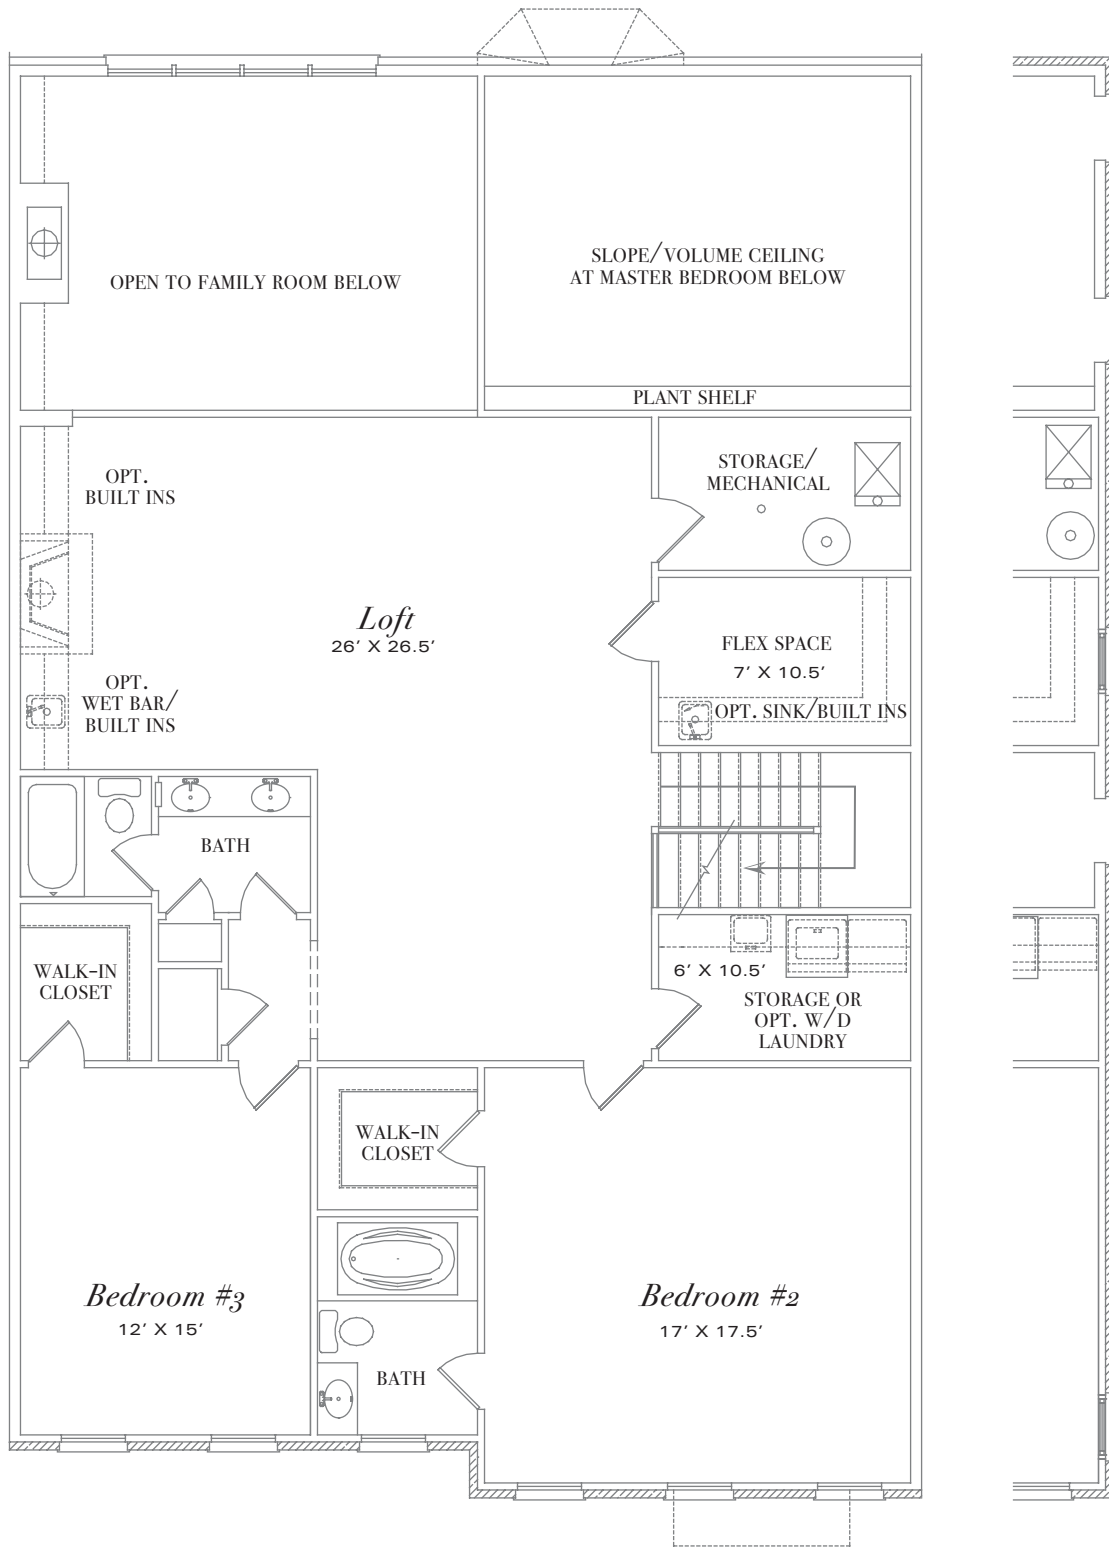 SLOPE/VOLUME CEILING
AT MASTER BEDROOM BELOW
OPEN TO FAMILY ROOM BELOW
PLANT SHELF
OPT.
BUILT INS
STORAGE/
MECHANICAL
Loft
26' X 26.5'
FLEX SPACE
7' X 10.5'
OPT.
WET BAR/
BUILT INS
OPT. SINK/BUILT INS
BATH
WALK-IN
CLOSET
6' X 10.5'
STORAGE OR
OPT. W/D
LAUNDRY
WALK-IN
CLOSET
Bedroom #3
12' X 15'
Bedroom #2
17' X 17.5'
BATH